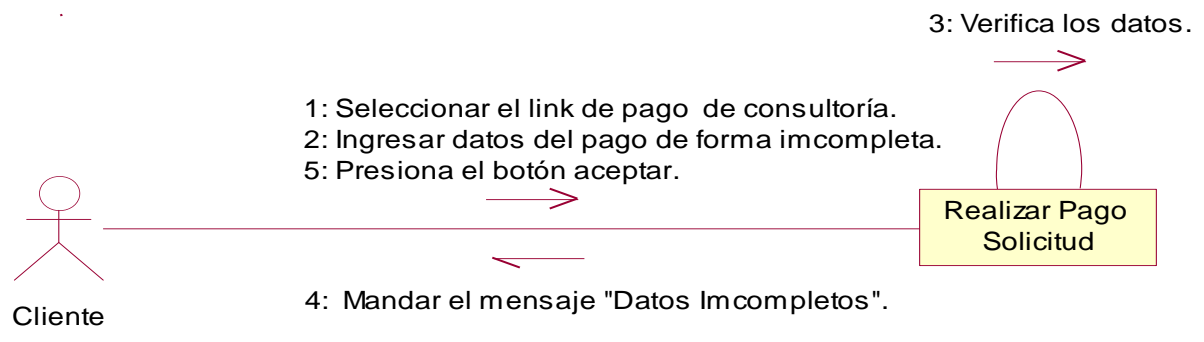 3: Verifica los datos.
1: Seleccionar el link de pago de consultoría.
2: Ingresar datos del pago de forma imcompleta.
5: Presiona el botón aceptar.
Realizar Pago
Solicitud
4: Mandar el mensaje "Datos Imcompletos".
Cliente